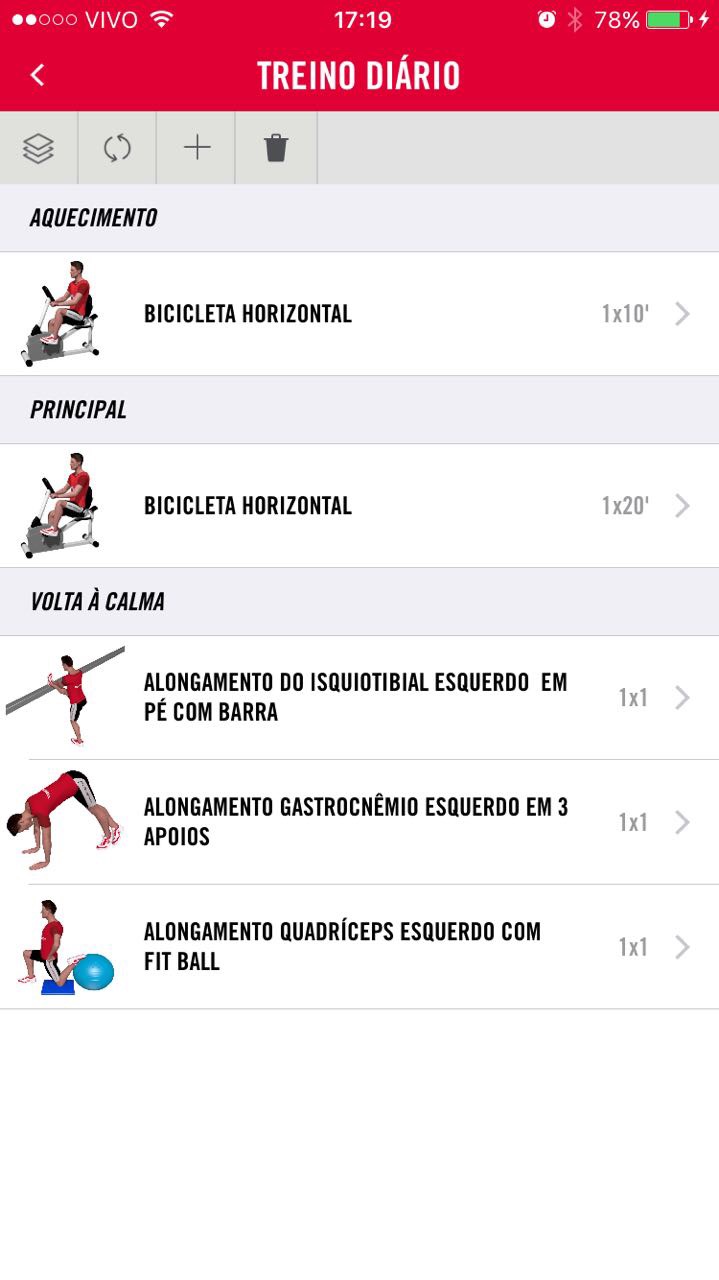 VIVO 17:19 78%
TREINO DIÁRIO
AQUECIMENTO
BICICLETA HORIZONTAL 1x10'
PRINCIPAL
BICICLETA HORIZONTAL 1x20'
VOLTA À CALMA
ALONGAMENTO DO ISQUIOTIBIAL ESQUERDO EM
PÉ COM BARRA 1x1
ALONGAMENTO GASTROCNÊMIO ESQUERDO EM 3
APOIOS 1x1
ALONGAMENTO QUADRÍCEPS ESQUERDO COM
FIT BALL 1x1